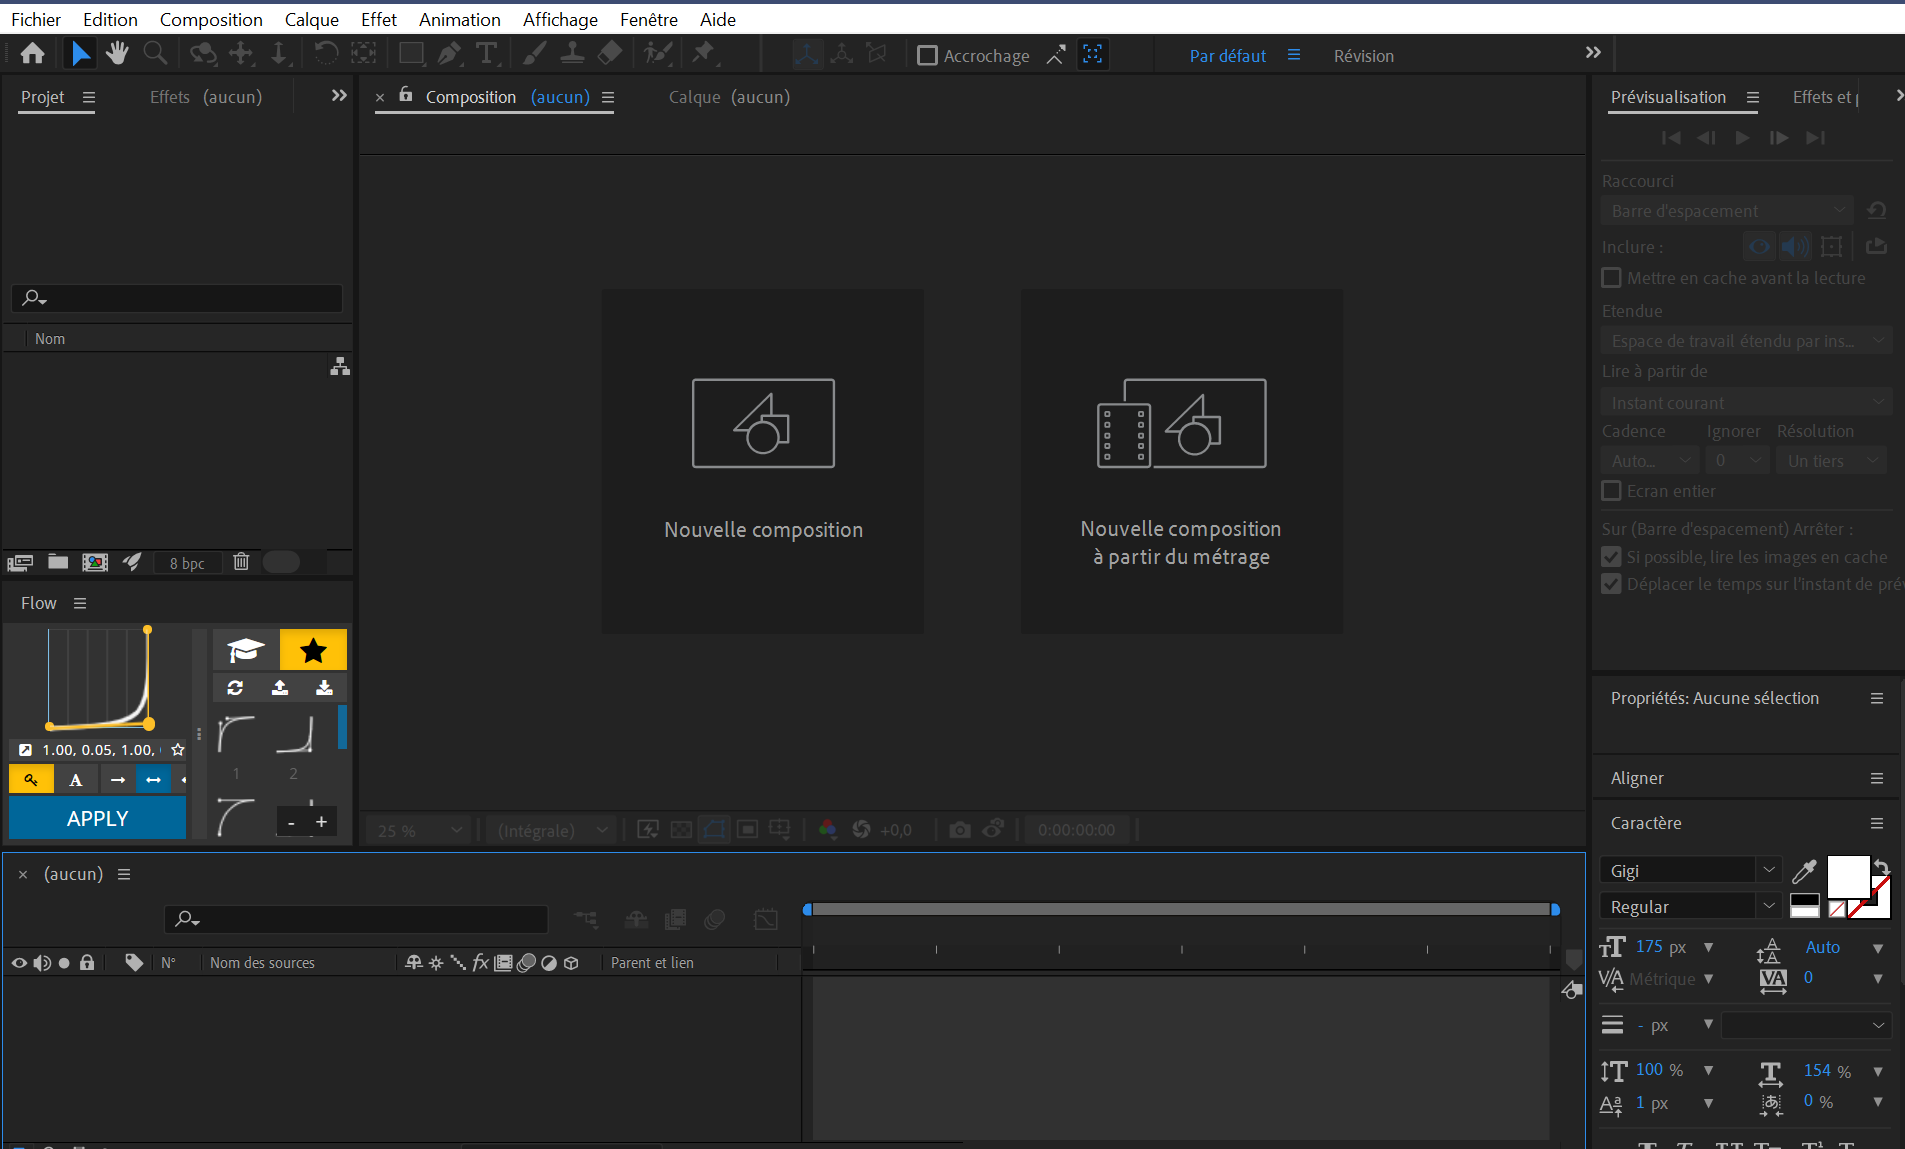 Fichier Edition Composition Calque Effet Animation Affichage Fenêtre Aide
Accrochage Par défaut Révision
Projet Effets (aucun)
Composition (aucun) Calque (aucun)
Prévisualisation Effets et
Raccourci
Barre d'espacement
Inclure :
Mettre en cache avant la lecture
Etendue
Espace de travail étendu par ins...
Lire à partir de
Instant courant
Cadence Ignorer Résolution
Auto... 0 Un tiers
Ecran entier
Sur (Barre d'espacement) Arrêter :
Si possible, lire les images en cache
Déplacer le temps sur l'instant de pré
Nom
8 bpc
Nouvelle composition
Nouvelle composition
à partir du métrage
Flow
1.00, 0.05, 1.00,
A
APPLY
1 2
- +
25 % (Intégrale) +0,0 0:00:00:00
Propriétés: Aucune sélection
Aligner
Caractère
Gigi
Regular
175 px Auto
Métrique 0
- px
100 % 154 %
1 px 0 %
(aucun)
N° Nom des sources fx Parent et lien